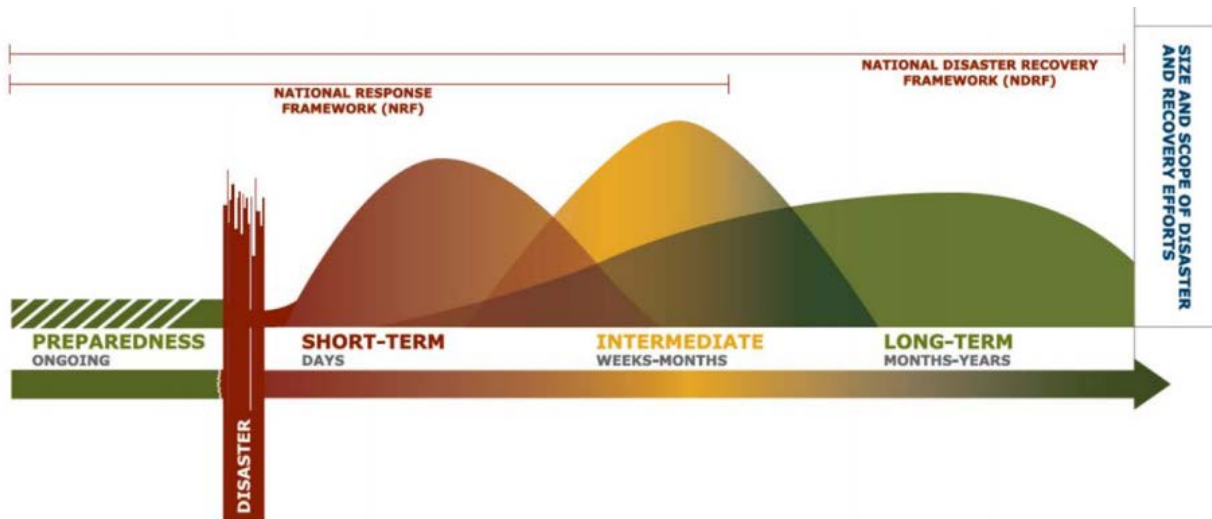 NATIONAL DISASTER RECOVERY
FRAMEWORK (NDRF)
NATIONAL RESPONSE
FRAMEWORK (NRF)
SIZE AND SCOPE OF DISASTER
AND RECOVERY EFFORTS
PREPAREDNESS
ONGOING
SHORT-TERM
DAYS
INTERMEDIATE
WEEKS-MONTHS
LONG-TERM
MONTHS-YEARS
DISASTER